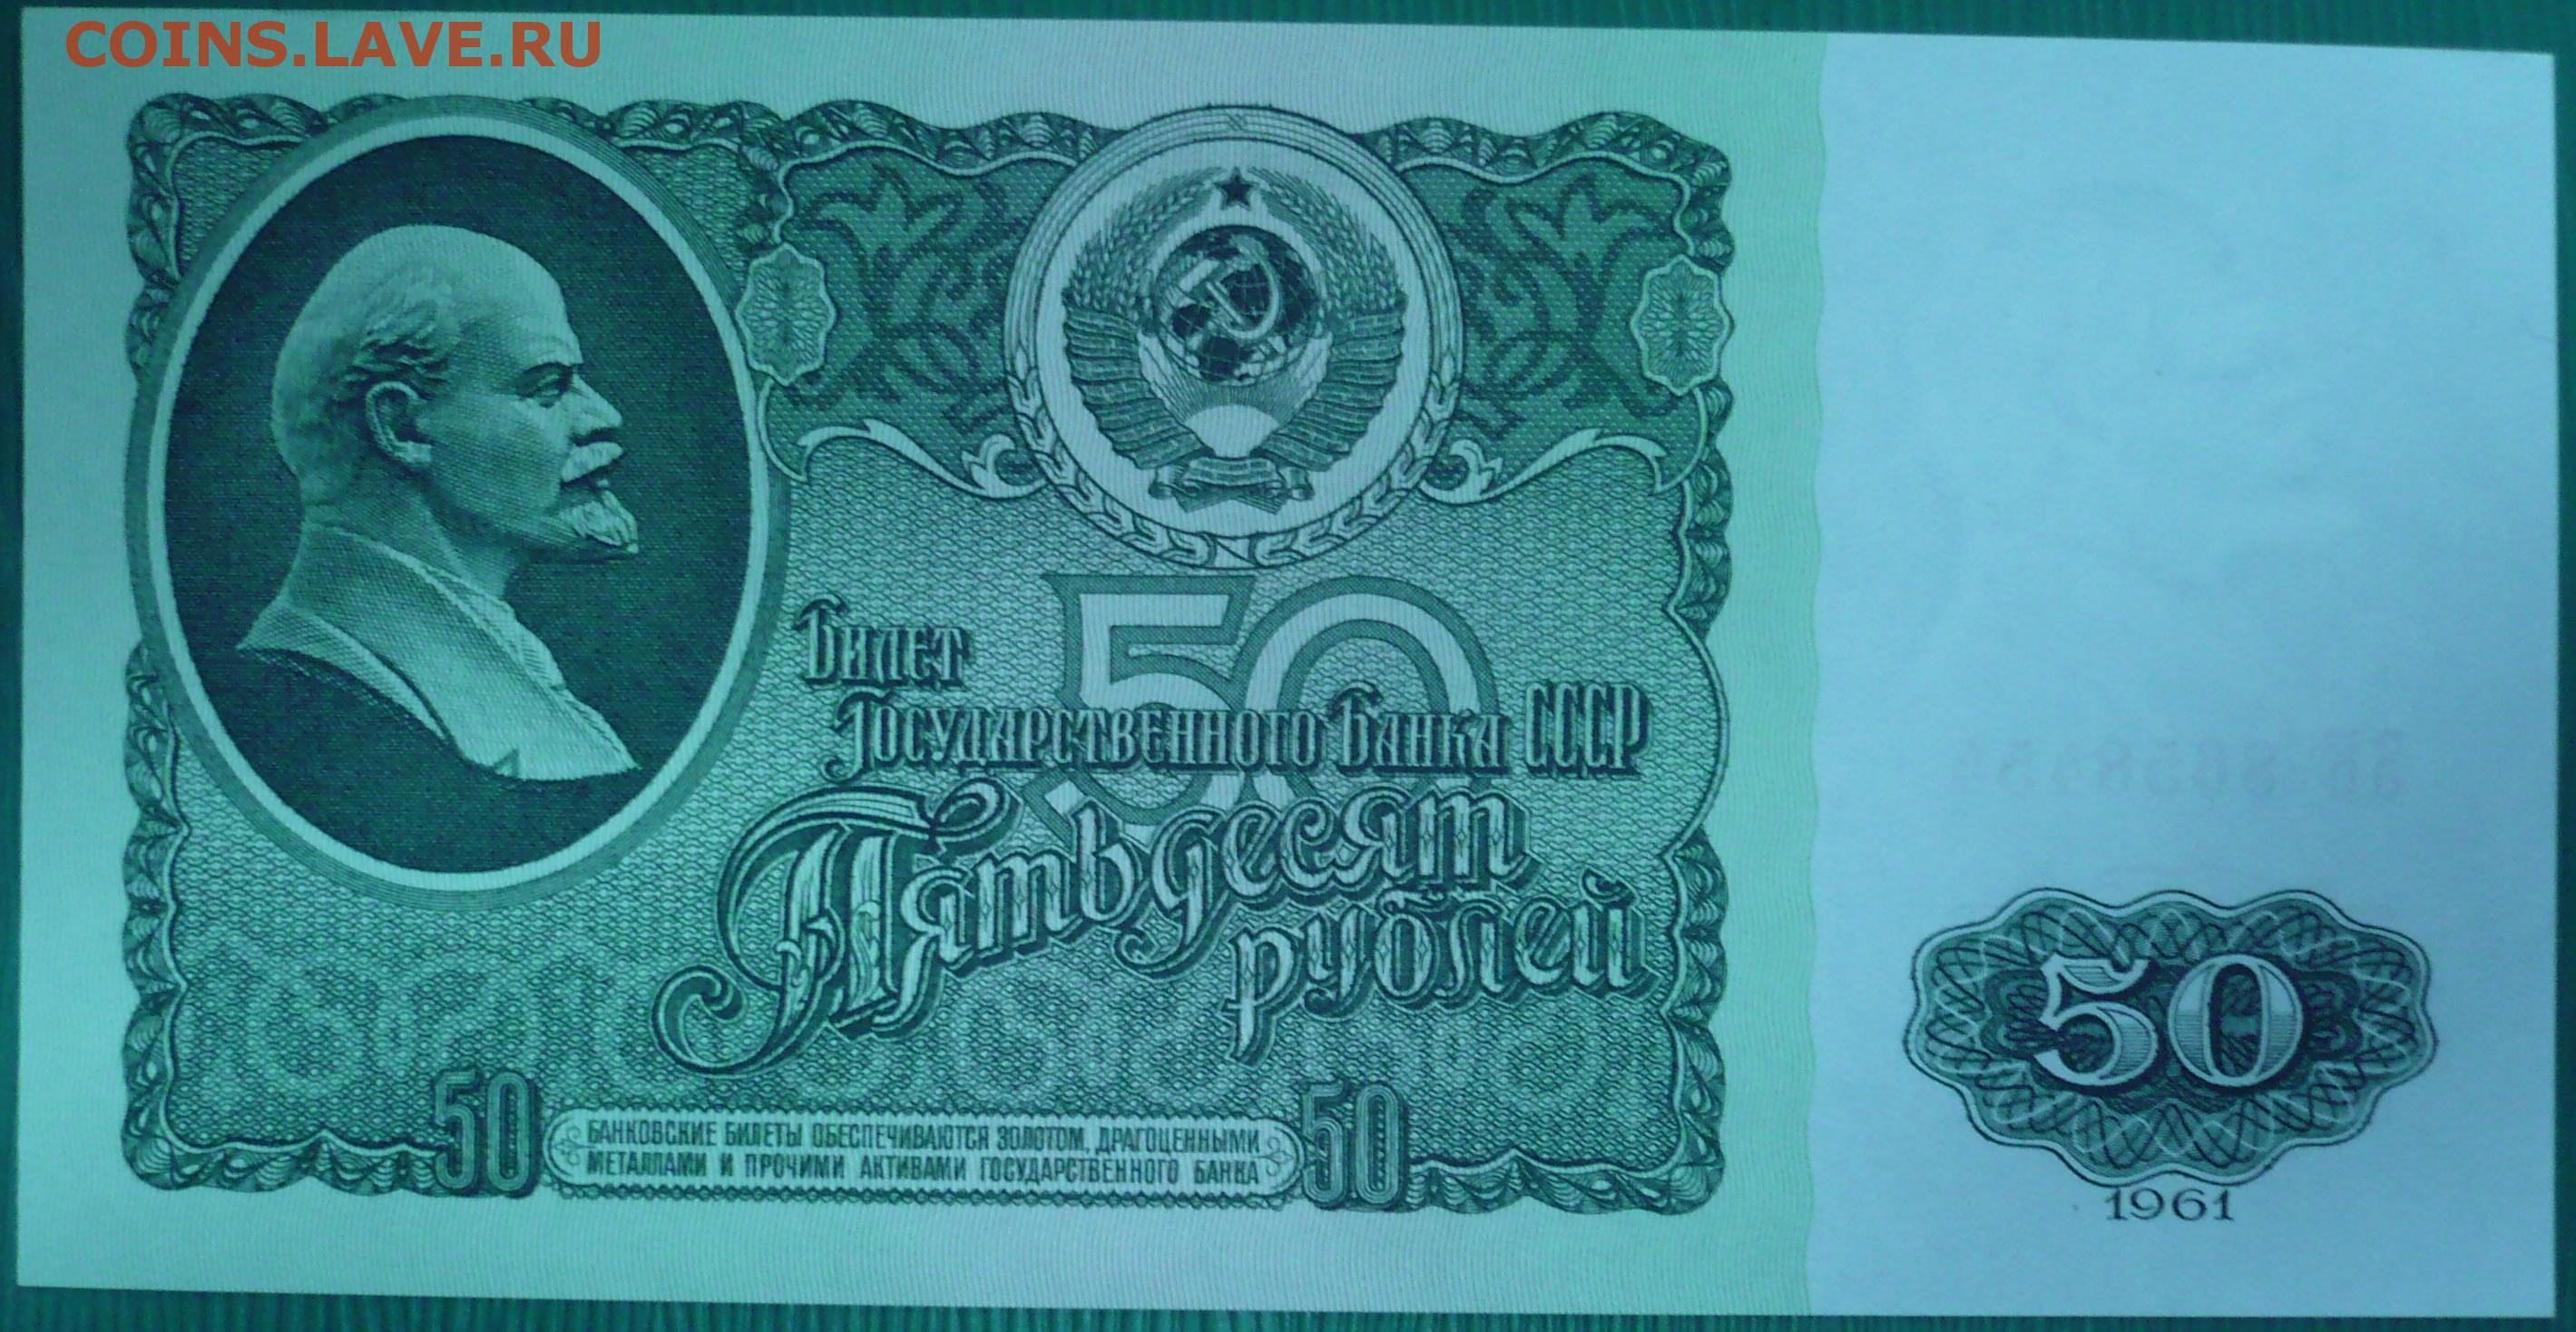 COINS.LAVE.RU
50
Билет
Государственного Банка СССР
Пятьдесят
рублей
50
50
БАНКОВСКИЕ БИЛЕТЫ ОБЕСПЕЧИВАЮТСЯ ЗОЛОТОМ, ДРАГОЦЕННЫМИ
МЕТАЛЛАМИ И ПРОЧИМИ АКТИВАМИ ГОСУДАРСТВЕННОГО БАНКА
50
1961